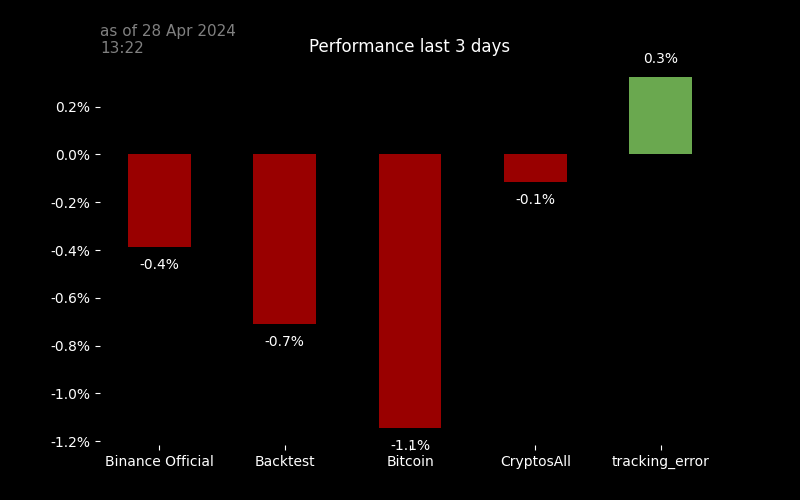 as of 28 Apr 2024
13:22
Performance last 3 days
0.3%
0.2%
0.0%
-0.2%
-0.1%
-0.4%
-0.4%
-0.6%
-0.7%
-0.8%
-1.0%
-1.2%
-1.1%
Binance Official
Backtest
Bitcoin
CryptosAll
tracking_error